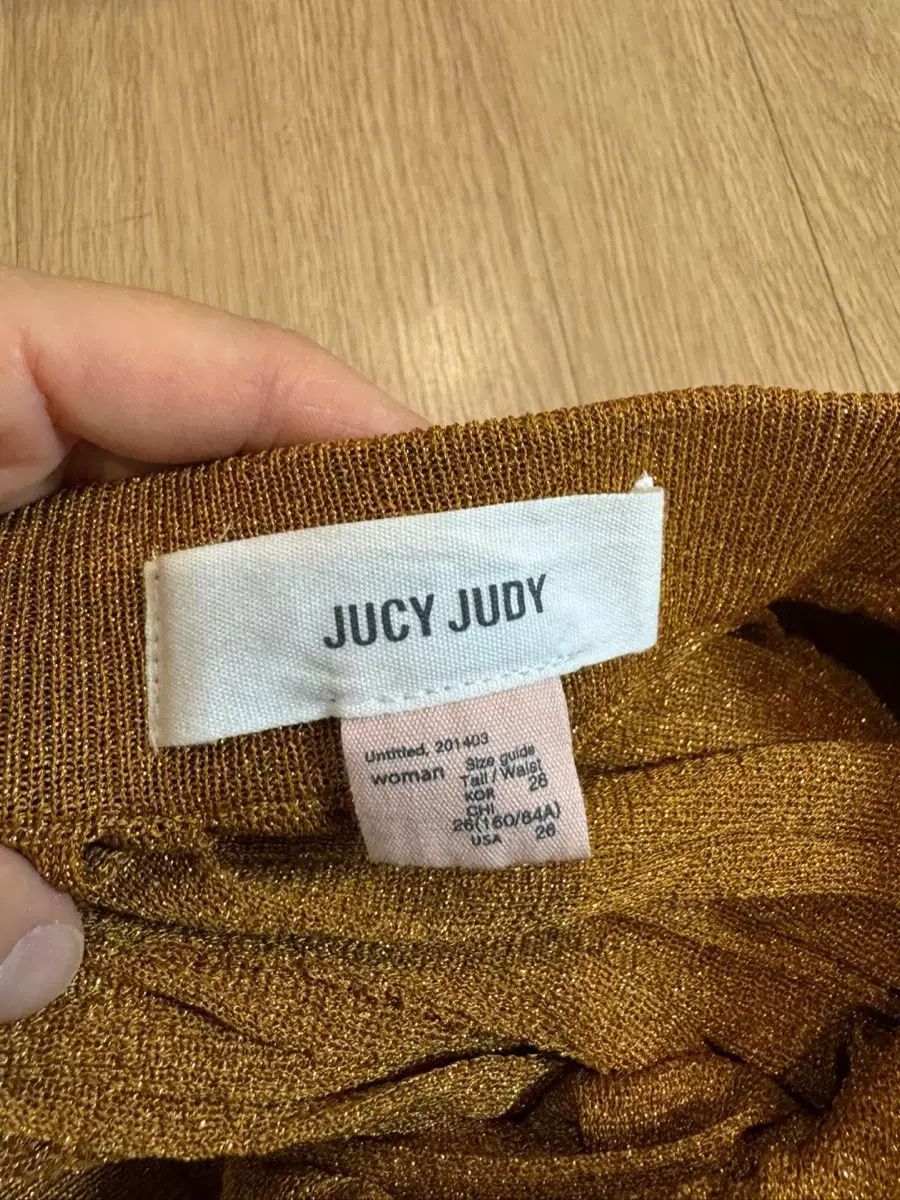 JUCY JUDY
Untitled. 201403
woman
Size guide
Tall / Waist
KOR 26
CHI
26(160/64A)
USA 26